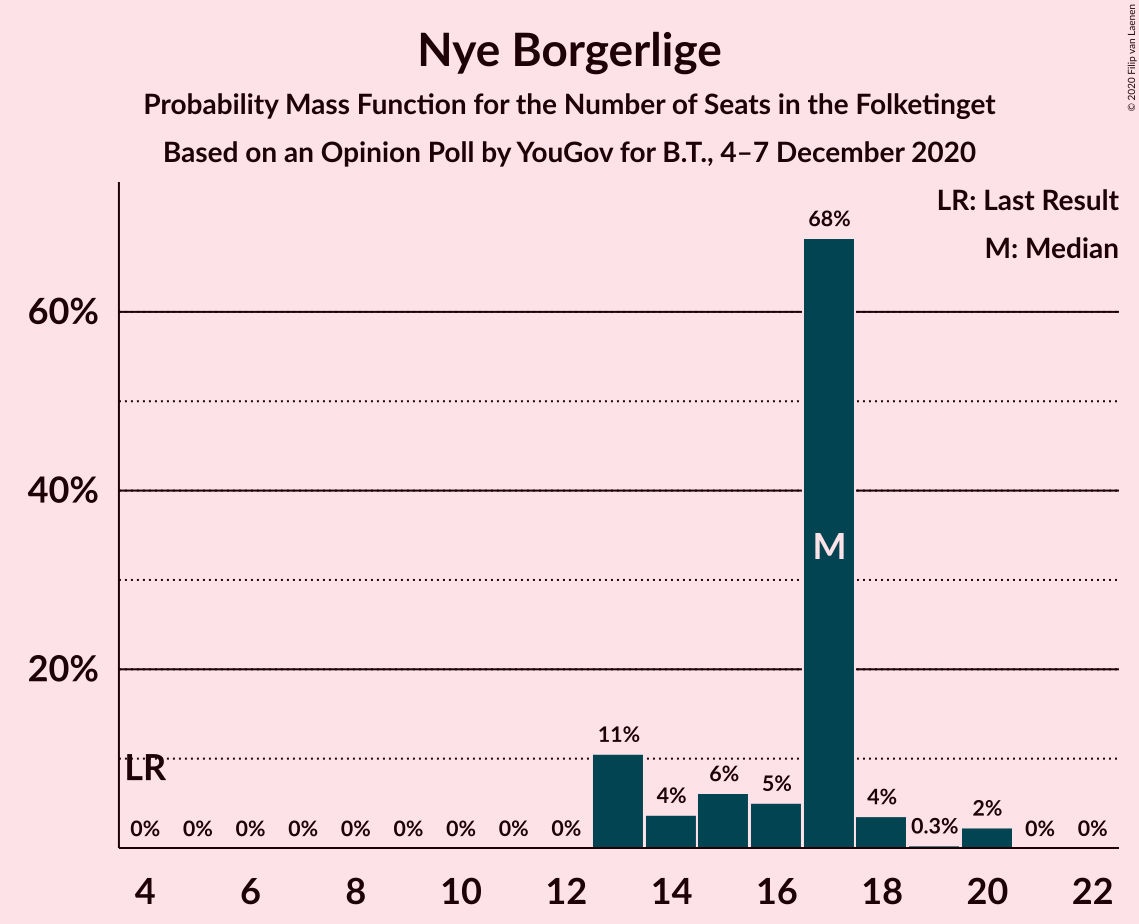 Nye Borgerlige
Probability Mass Function for the Number of Seats in the Folketinget
Based on an Opinion Poll by YouGov for B.T., 4–7 December 2020
© 2020 Filip van Laenen
LR: Last Result
M: Median
60%
40%
20%
68%
M
LR
0% 0% 0% 0% 0% 0% 0% 0% 0% 11% 4% 6% 5% 4% 0.3% 2% 0% 0%
4 6 8 10 12 14 16 18 20 22